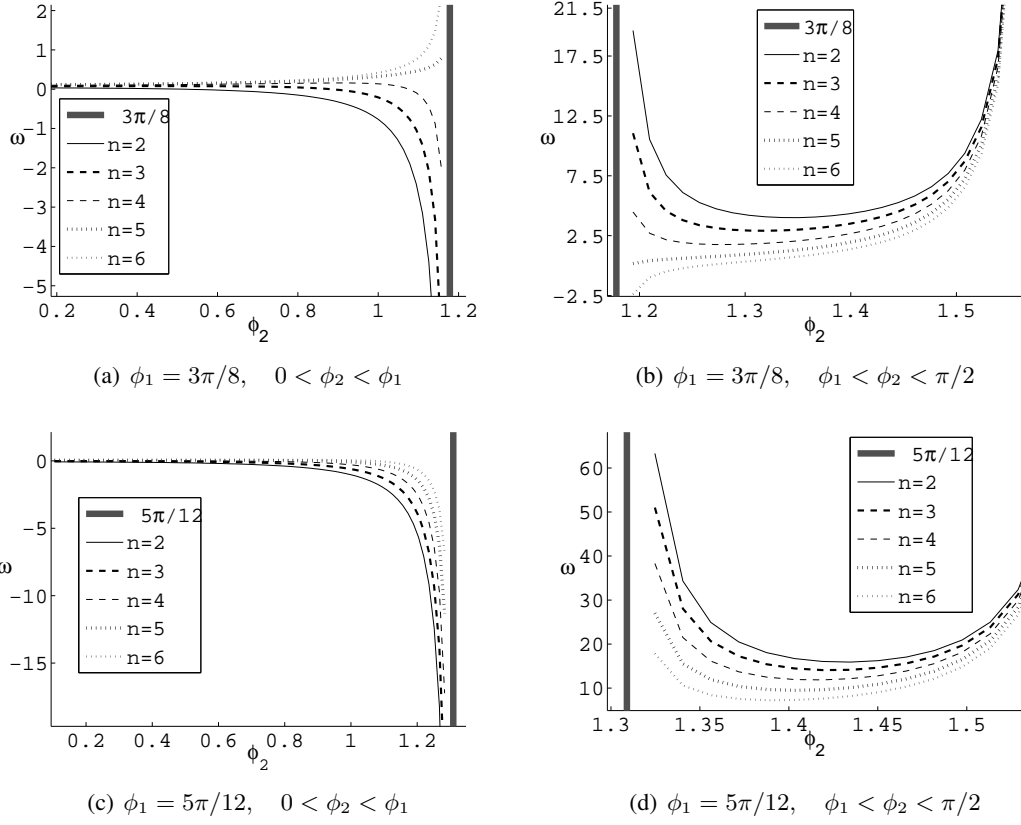 2
1
0
−1
−2
−3
−4
−5
ω
3π/8
n=2
n=3
n=4
n=5
n=6
0.2 0.4 0.6 0.8 1 1.2
ϕ2
(a) ϕ1 = 3π/8, 0 < ϕ2 < ϕ1
21.5
17.5
12.5
7.5
2.5
−2.5
ω
3π/8
n=2
n=3
n=4
n=5
n=6
1.2 1.3 1.4 1.5
ϕ2
(b) ϕ1 = 3π/8, ϕ1 < ϕ2 < π/2
0
−5
−10
−15
ω
5π/12
n=2
n=3
n=4
n=5
n=6
0.2 0.4 0.6 0.8 1 1.2
ϕ2
(c) ϕ1 = 5π/12, 0 < ϕ2 < ϕ1
60
50
40
30
20
10
ω
5π/12
n=2
n=3
n=4
n=5
n=6
1.3 1.35 1.4 1.45 1.5
ϕ2
(d) ϕ1 = 5π/12, ϕ1 < ϕ2 < π/2